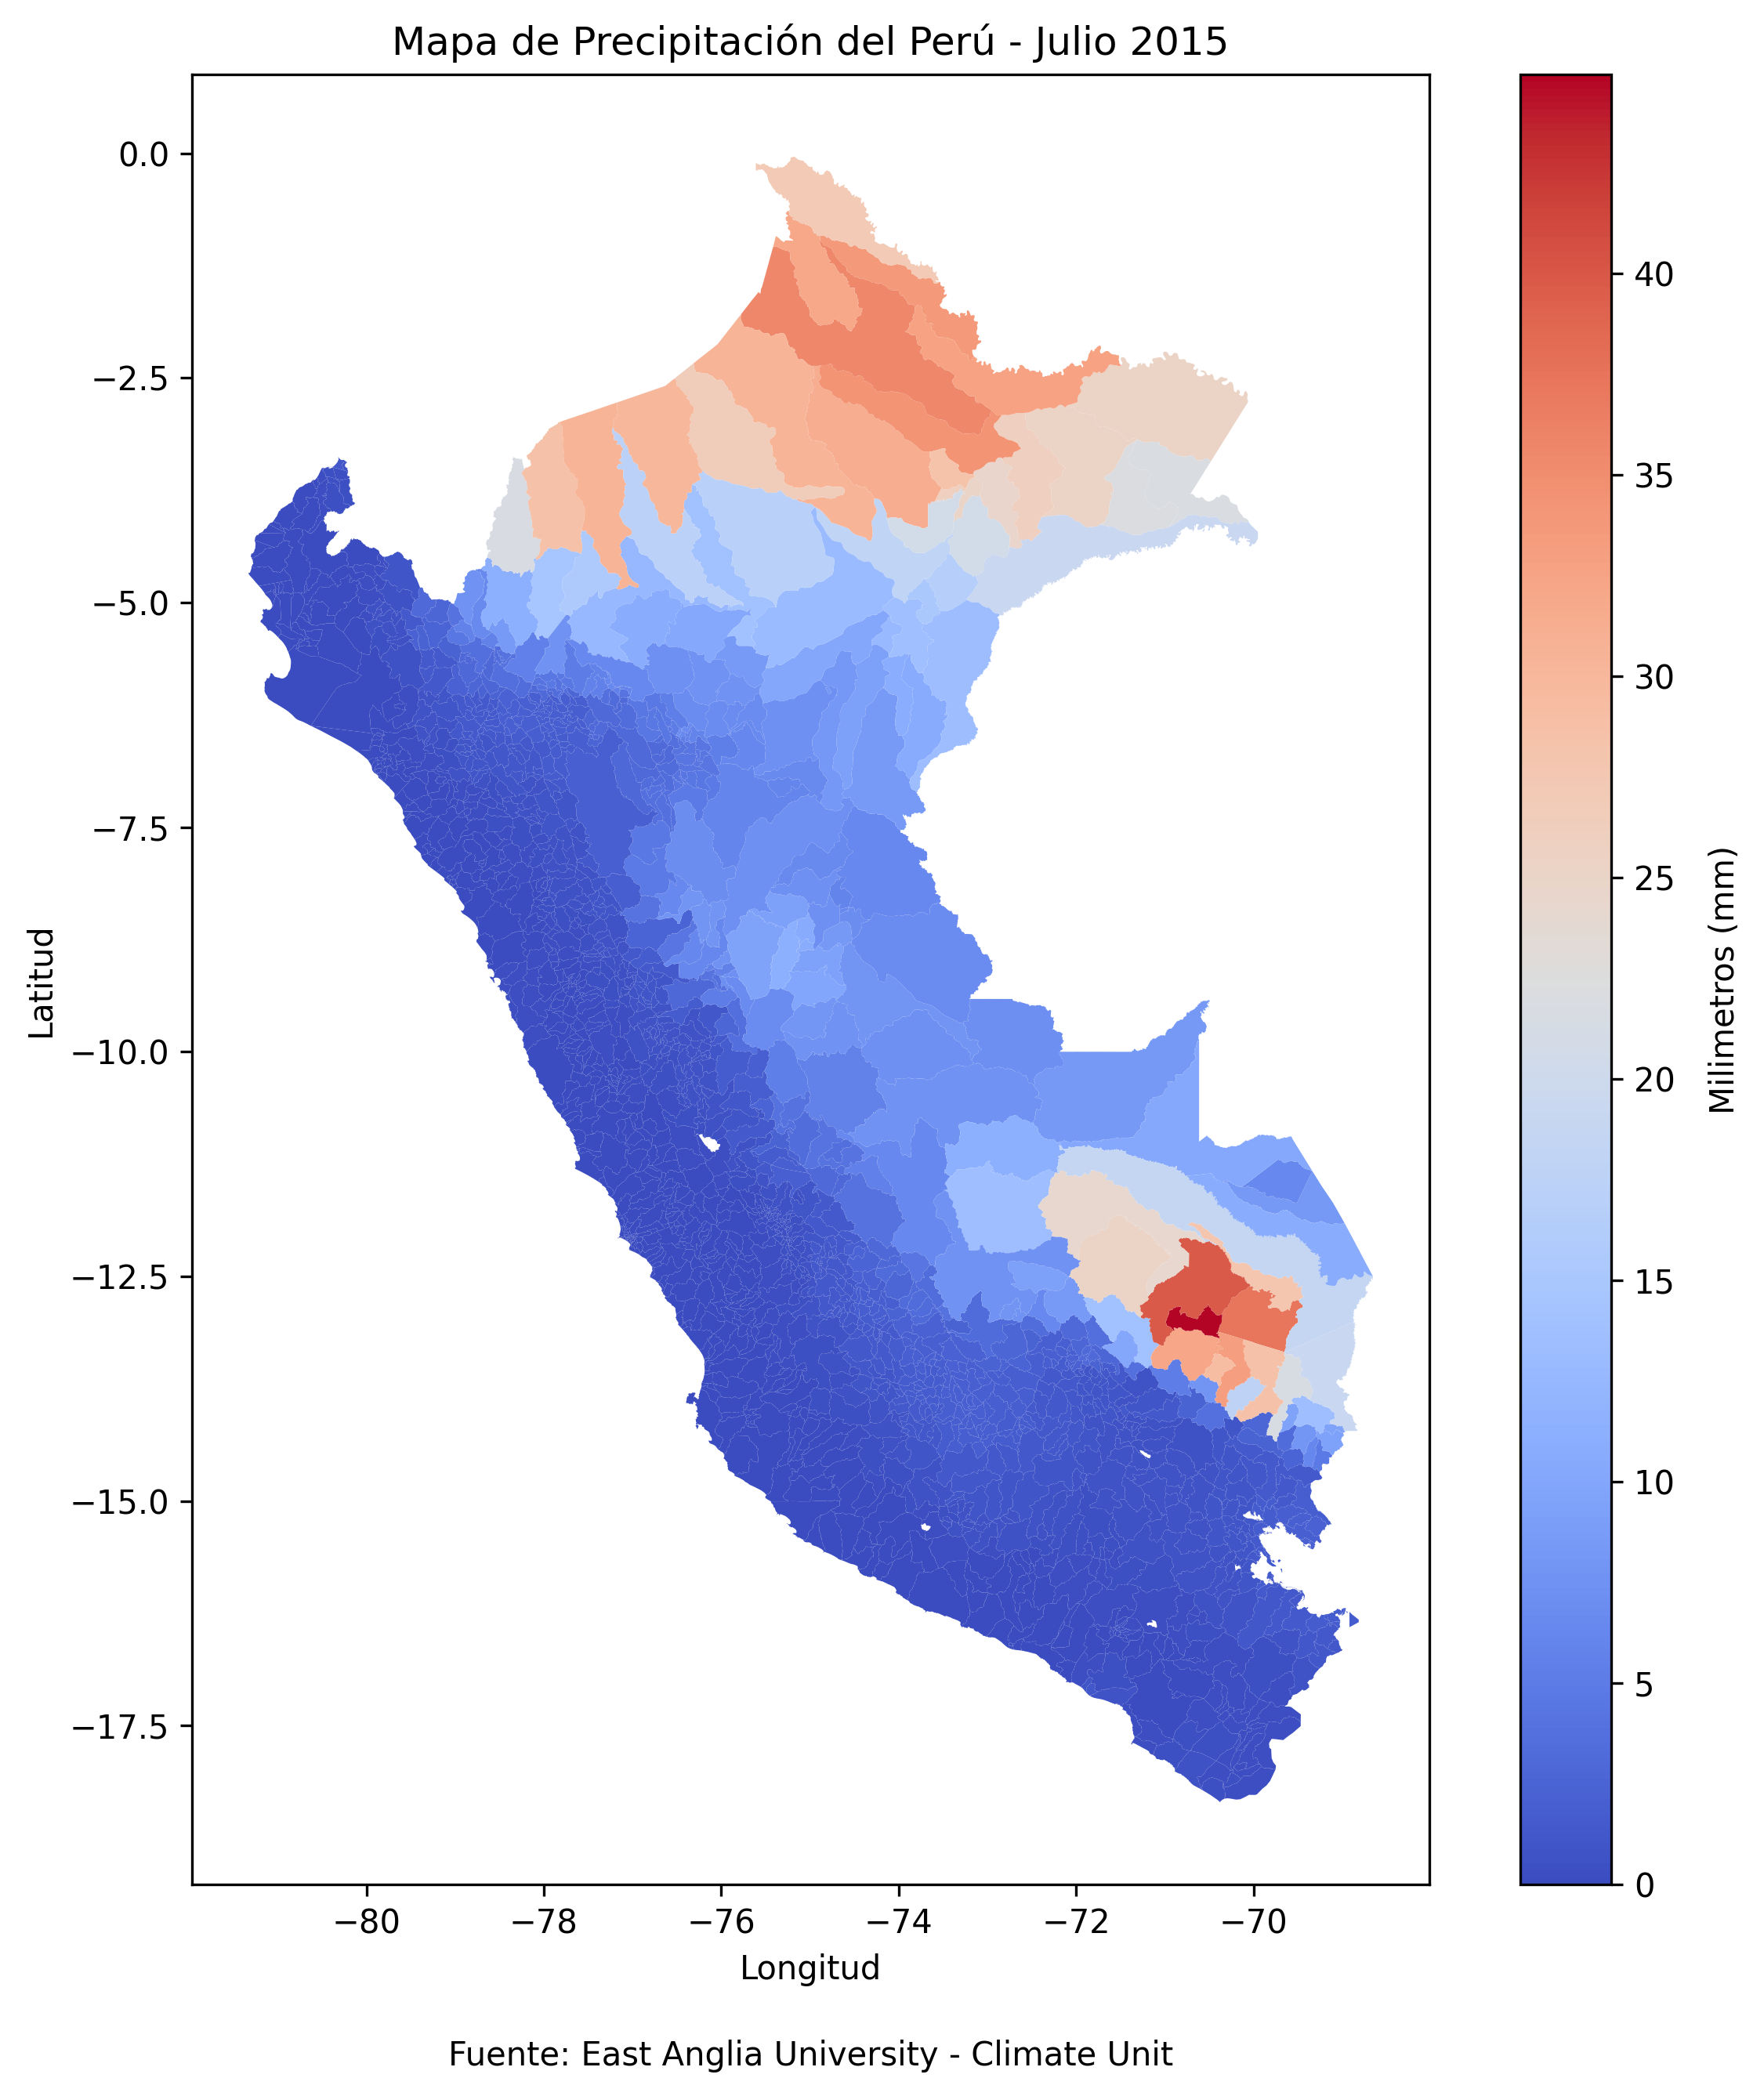 Mapa de Precipitación del Perú - Julio 2015
0.0
−2.5
−5.0
−7.5
−10.0
−12.5
−15.0
−17.5
Latitud
−80 −78 −76 −74 −72 −70
Longitud
40
35
30
25
20
15
10
5
0
Milimetros (mm)
Fuente: East Anglia University - Climate Unit